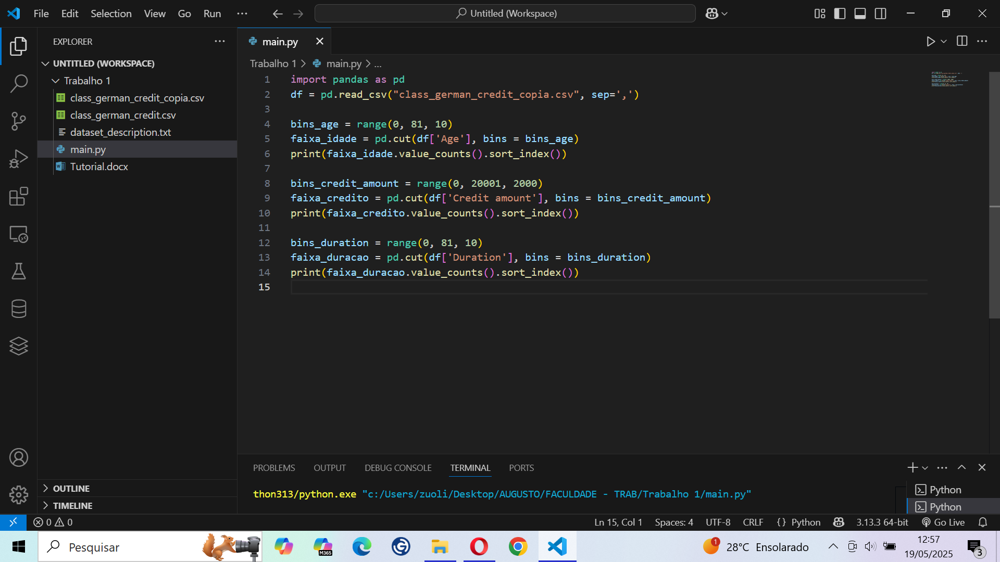 File Edit Selection View Go Run ...
Untitled (Workspace)
EXPLORER
UNTITLED (WORKSPACE)
Trabalho 1
class_german_credit_copia.csv
class_german_credit.csv
dataset_description.txt
main.py
Tutorial.docx
OUTLINE
TIMELINE
main.py
Trabalho 1 > main.py > ...
1 import pandas as pd
2 df = pd.read_csv("class_german_credit_copia.csv", sep=',')
3
4 bins_age = range(0, 81, 10)
5 faixa_idade = pd.cut(df['Age'], bins = bins_age)
6 print(faixa_idade.value_counts().sort_index())
7
8 bins_credit_amount = range(0, 20001, 2000)
9 faixa_credito = pd.cut(df['Credit amount'], bins = bins_credit_amount)
10 print(faixa_credito.value_counts().sort_index())
11
12 bins_duration = range(0, 81, 10)
13 faixa_duracao = pd.cut(df['Duration'], bins = bins_duration)
14 print(faixa_duracao.value_counts().sort_index())
15
PROBLEMS OUTPUT DEBUG CONSOLE TERMINAL PORTS
thon313/python.exe "c:/Users/zuoli/Desktop/AUGUSTO/FACULDADE - TRAB/Trabalho 1/main.py"
Python
Python
0 0
Ln 15, Col 1 Spaces: 4 UTF-8 CRLF {} Python 3.13.3 64-bit Go Live
Pesquisar
M365
1
28°C Ensolarado
12:57
19/05/2025
3